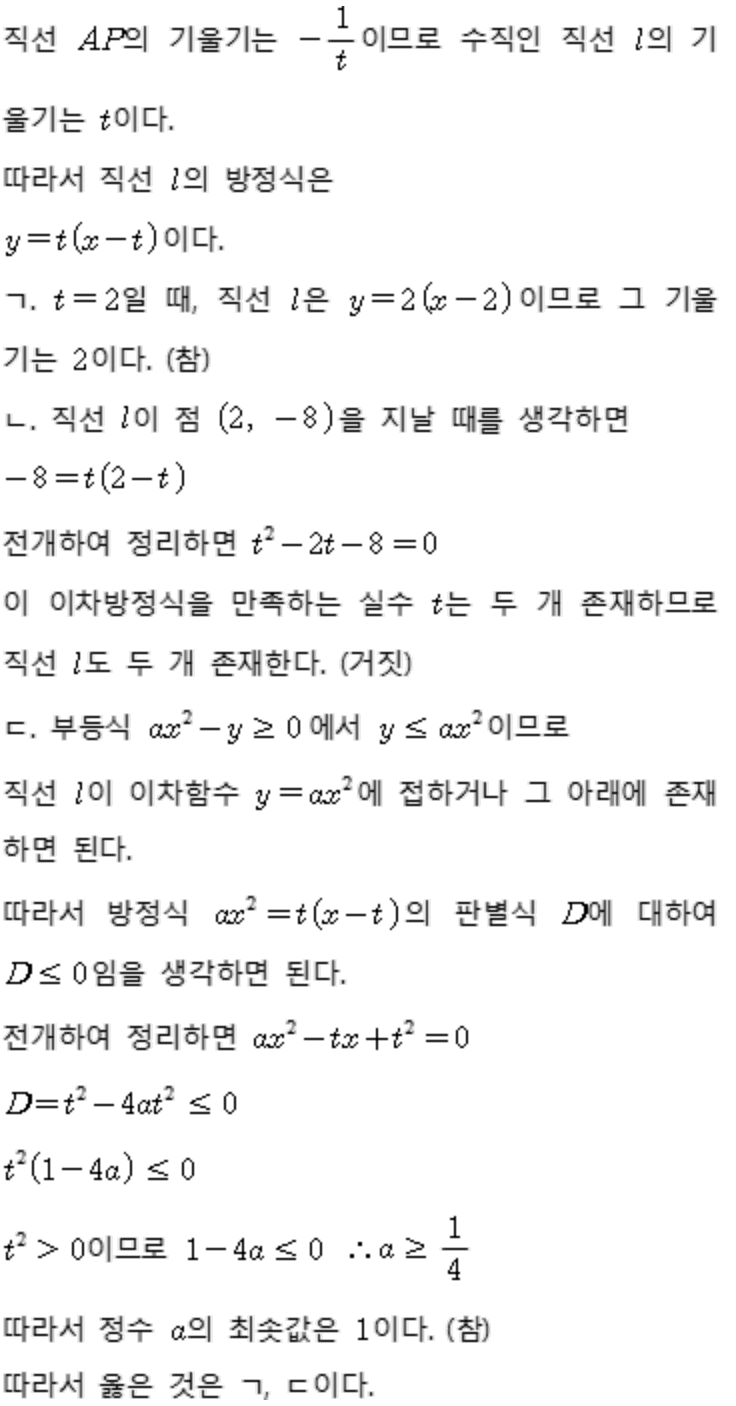 직선 AP의 기울기는 −1/t이므로 수직인 직선 l의 기
울기는 t이다.
따라서 직선 l의 방정식은
y=t(x−t)이다.
ㄱ. t=2일 때, 직선 l은 y=2(x−2)이므로 그 기울
기는 2이다. (참)
ㄴ. 직선 l이 점 (2, −8)을 지날 때를 생각하면
−8=t(2−t)
전개하여 정리하면 t²−2t−8=0
이 이차방정식을 만족하는 실수 t는 두 개 존재하므로
직선 l도 두 개 존재한다. (거짓)
ㄷ. 부등식 ax²−y≥0에서 y≤ax²이므로
직선 l이 이차함수 y=ax²에 접하거나 그 아래에 존재
하면 된다.
따라서 방정식 ax²=t(x−t)의 판별식 D에 대하여
D≤0임을 생각하면 된다.
전개하여 정리하면 ax²−tx+t²=0
D=t²−4at²≤0
t²(1−4a)≤0
t²>0이므로 1−4a≤0 ∴a≥1/4
따라서 정수 a의 최솟값은 1이다. (참)
따라서 옳은 것은 ㄱ, ㄷ이다.